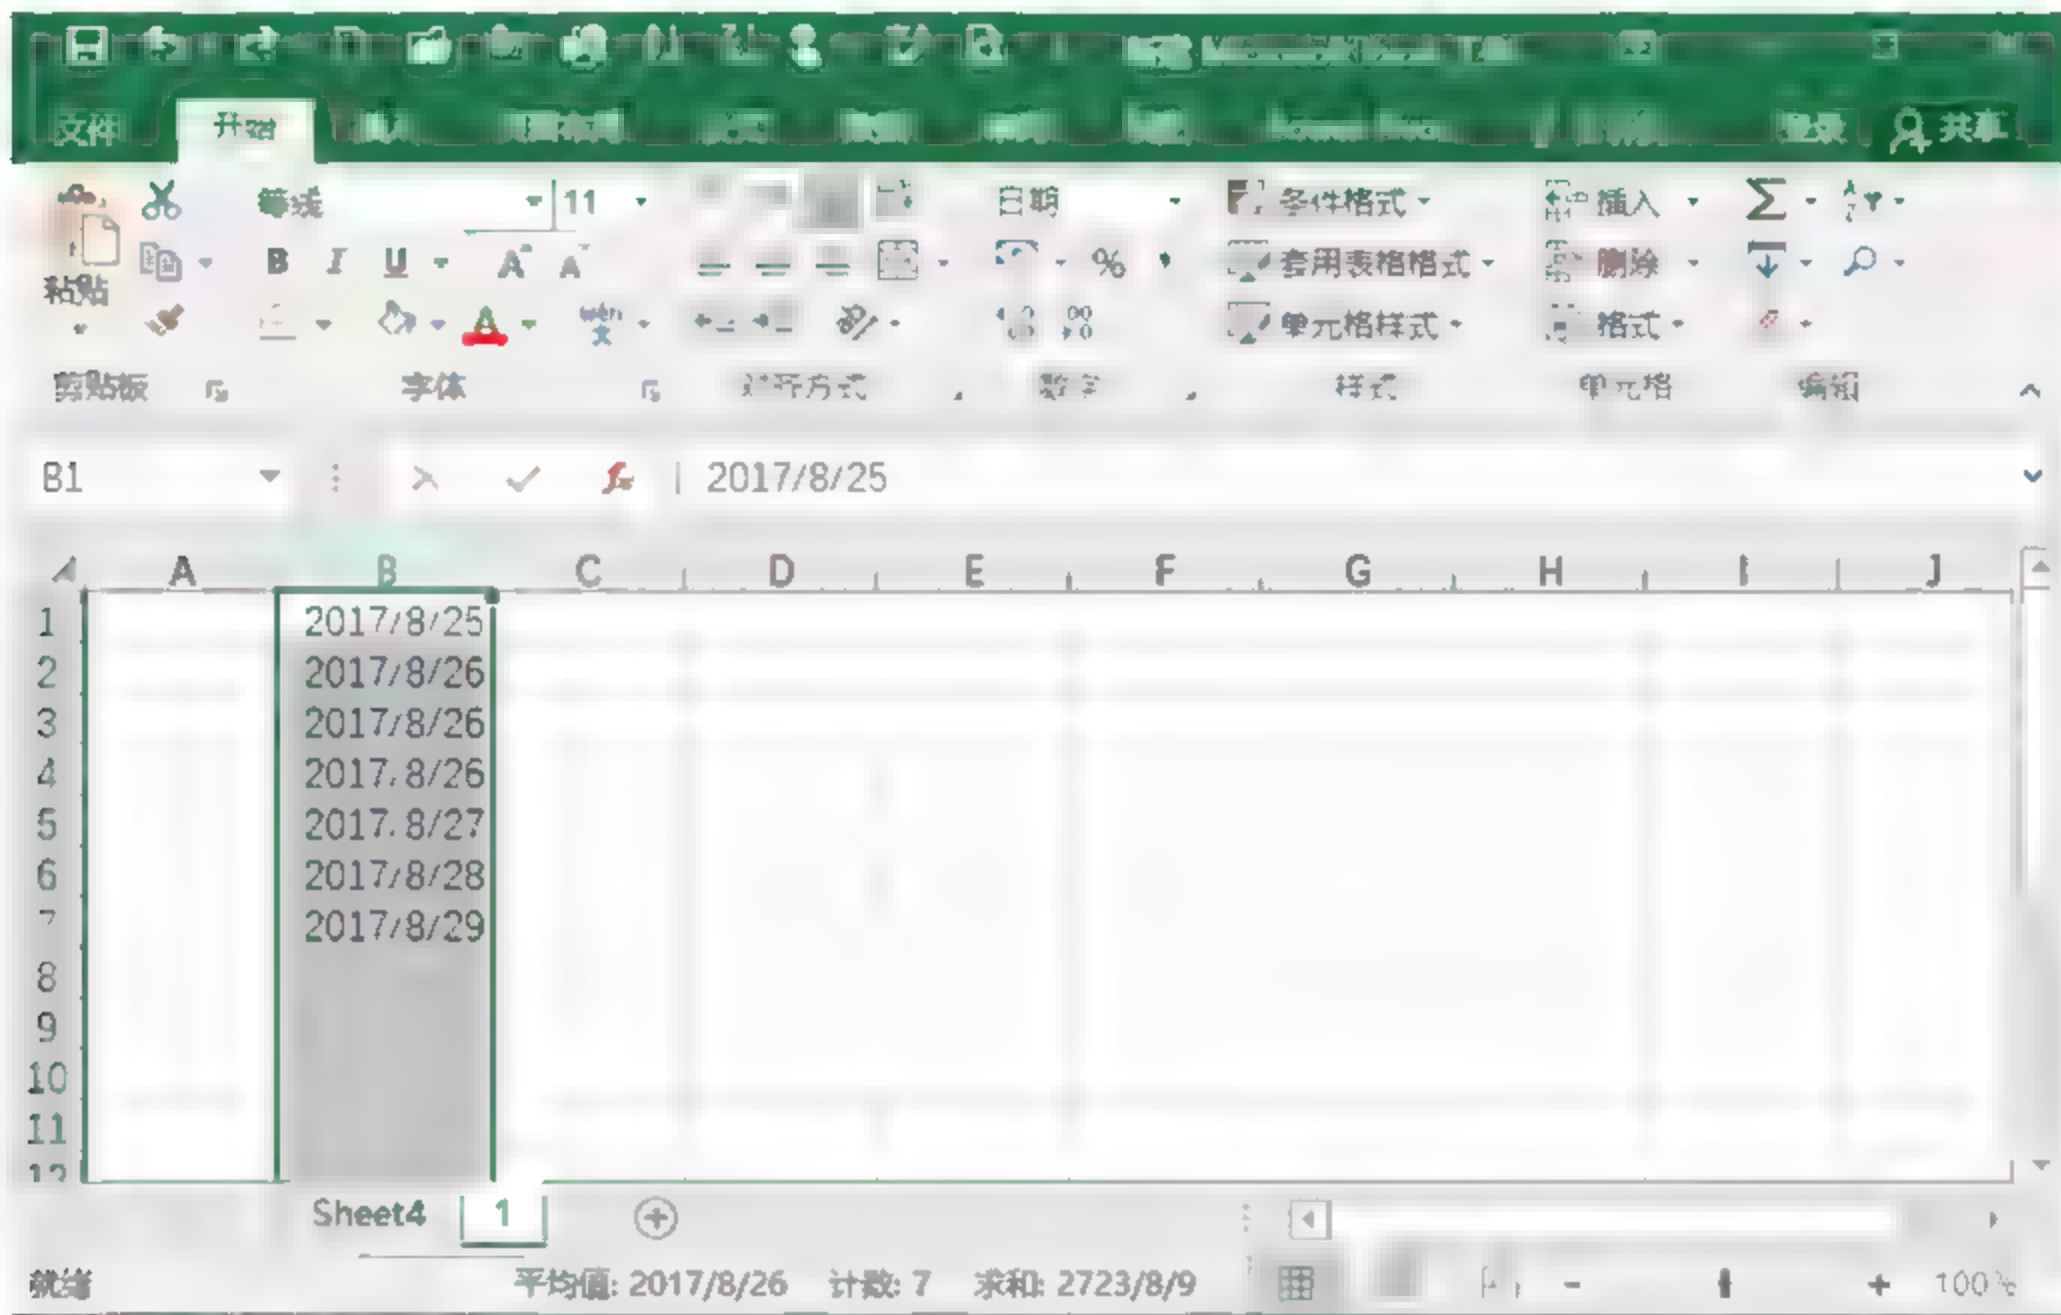 文件 开始 登录 共享
等线 11 日期 条件格式 插入
B I U A A % 套用表格格式 删除
粘贴 A wén 单元格样式 格式
剪贴板 字体 对齐方式 数字 样式 单元格 编辑
B1 fx 2017/8/25
A B C D E F G H I J
1 2017/8/25
2 2017/8/26
3 2017/8/26
4 2017/8/26
5 2017/8/27
6 2017/8/28
7 2017/8/29
8
9
10
11
12
Sheet4 1
就绪 平均值: 2017/8/26 计数: 7 求和: 2723/8/9 100%